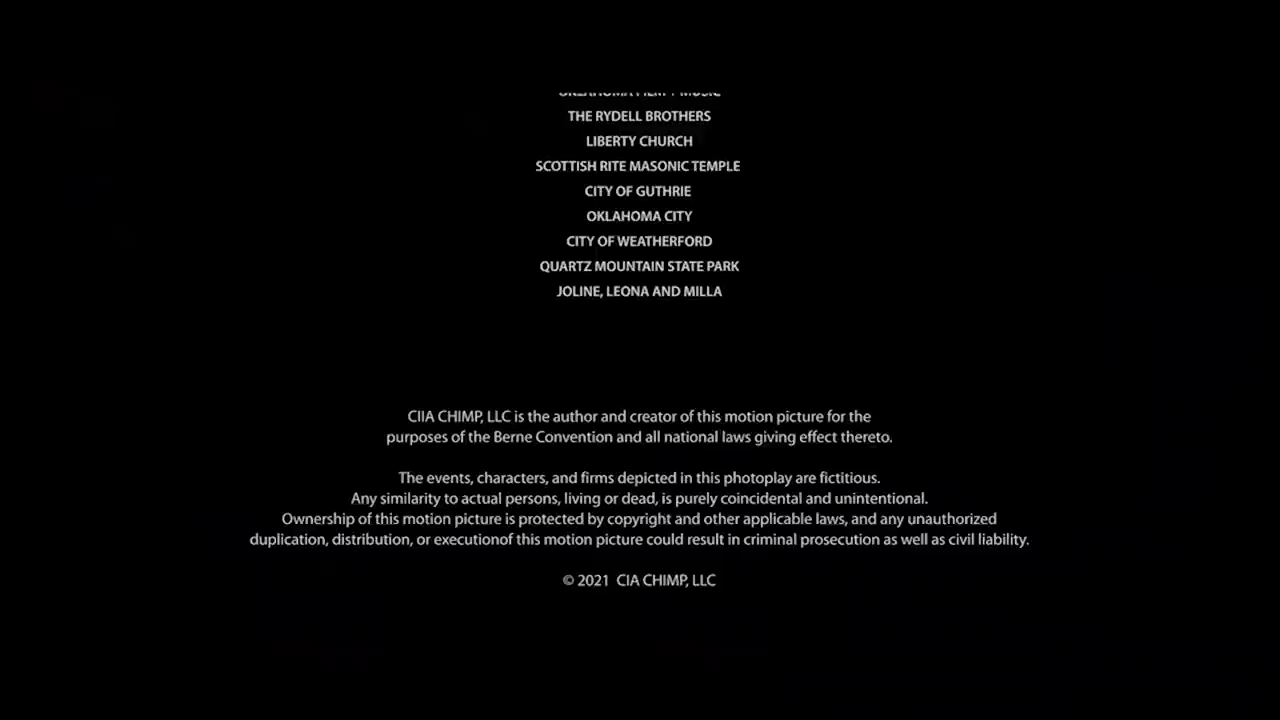 OKLAHOMA FILM + MUSIC
THE RYDELL BROTHERS
LIBERTY CHURCH
SCOTTISH RITE MASONIC TEMPLE
CITY OF GUTHRIE
OKLAHOMA CITY
CITY OF WEATHERFORD
QUARTZ MOUNTAIN STATE PARK
JOLINE, LEONA AND MILLA
CIIA CHIMP, LLC is the author and creator of this motion picture for the
purposes of the Berne Convention and all national laws giving effect thereto.
The events, characters, and firms depicted in this photoplay are fictitious.
Any similarity to actual persons, living or dead, is purely coincidental and unintentional.
Ownership of this motion picture is protected by copyright and other applicable laws, and any unauthorized
duplication, distribution, or executionof this motion picture could result in criminal prosecution as well as civil liability.
© 2021 CIA CHIMP, LLC